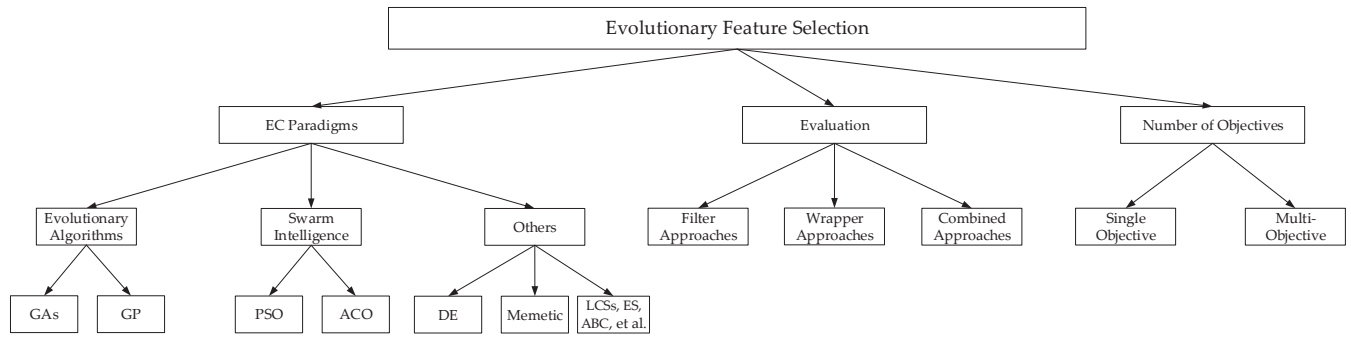 Evolutionary Feature Selection
EC Paradigms
Evaluation
Number of Objectives
Evolutionary
Algorithms
Swarm
Intelligence
Others
Filter
Approaches
Wrapper
Approaches
Combined
Approaches
Single
Objective
Multi-
Objective
GAs
GP
PSO
ACO
DE
Memetic
LCSs, ES,
ABC, et al.